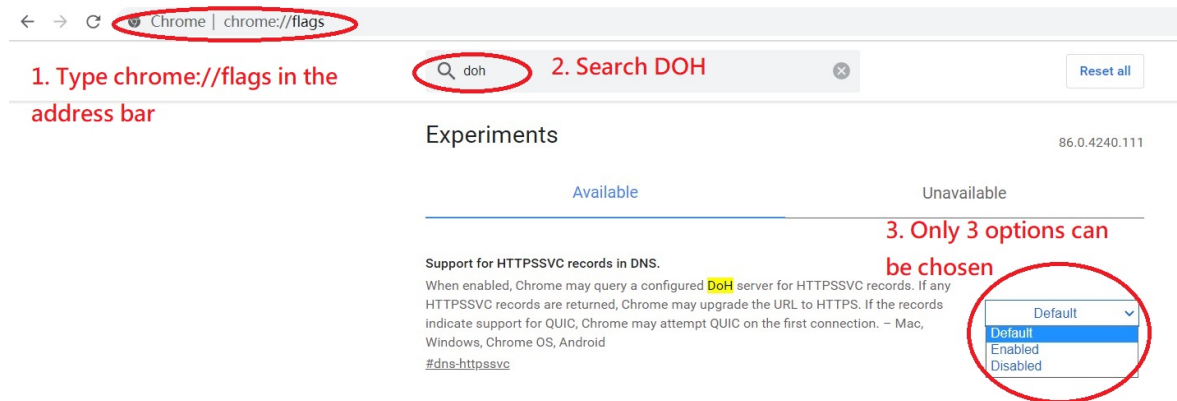 Chrome | chrome://flags
1. Type chrome://flags in the
address bar
doh
2. Search DOH
Reset all
Experiments
86.0.4240.111
Available
Unavailable
3. Only 3 options can
be chosen
Support for HTTPSSVC records in DNS.
When enabled, Chrome may query a configured DoH server for HTTPSSVC records. If any
HTTPSSVC records are returned, Chrome may upgrade the URL to HTTPS. If the records
indicate support for QUIC, Chrome may attempt QUIC on the first connection. – Mac,
Windows, Chrome OS, Android
#dns-httpssvc
Default
Default
Enabled
Disabled